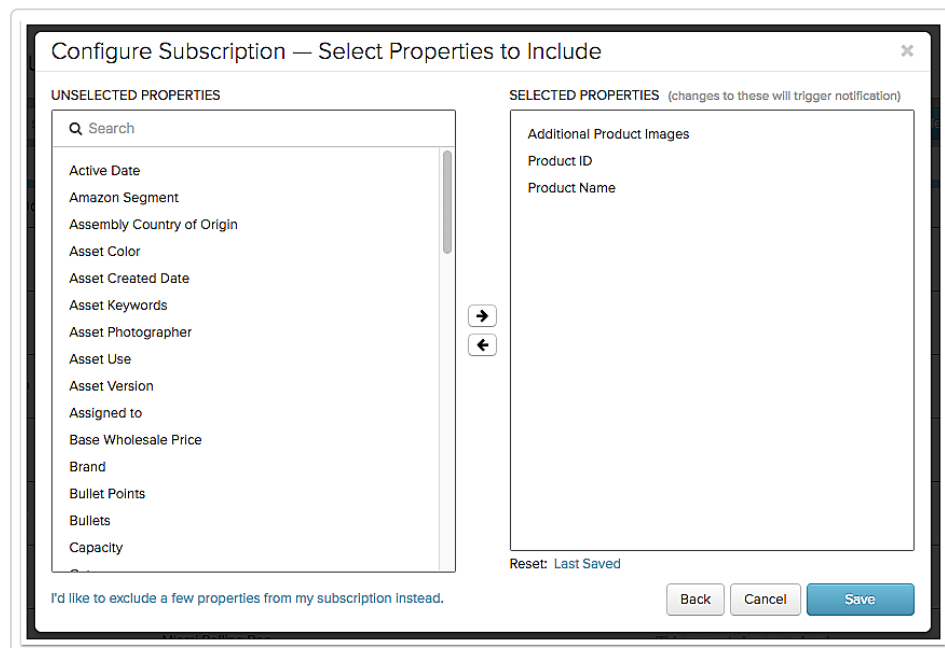 Configure Subscription — Select Properties to Include
UNSELECTED PROPERTIES
Search
Active Date
Amazon Segment
Assembly Country of Origin
Asset Color
Asset Created Date
Asset Keywords
Asset Photographer
Asset Use
Asset Version
Assigned to
Base Wholesale Price
Brand
Bullet Points
Bullets
Capacity
I'd like to exclude a few properties from my subscription instead.
SELECTED PROPERTIES (changes to these will trigger notification)
Additional Product Images
Product ID
Product Name
Reset: Last Saved
Back Cancel Save